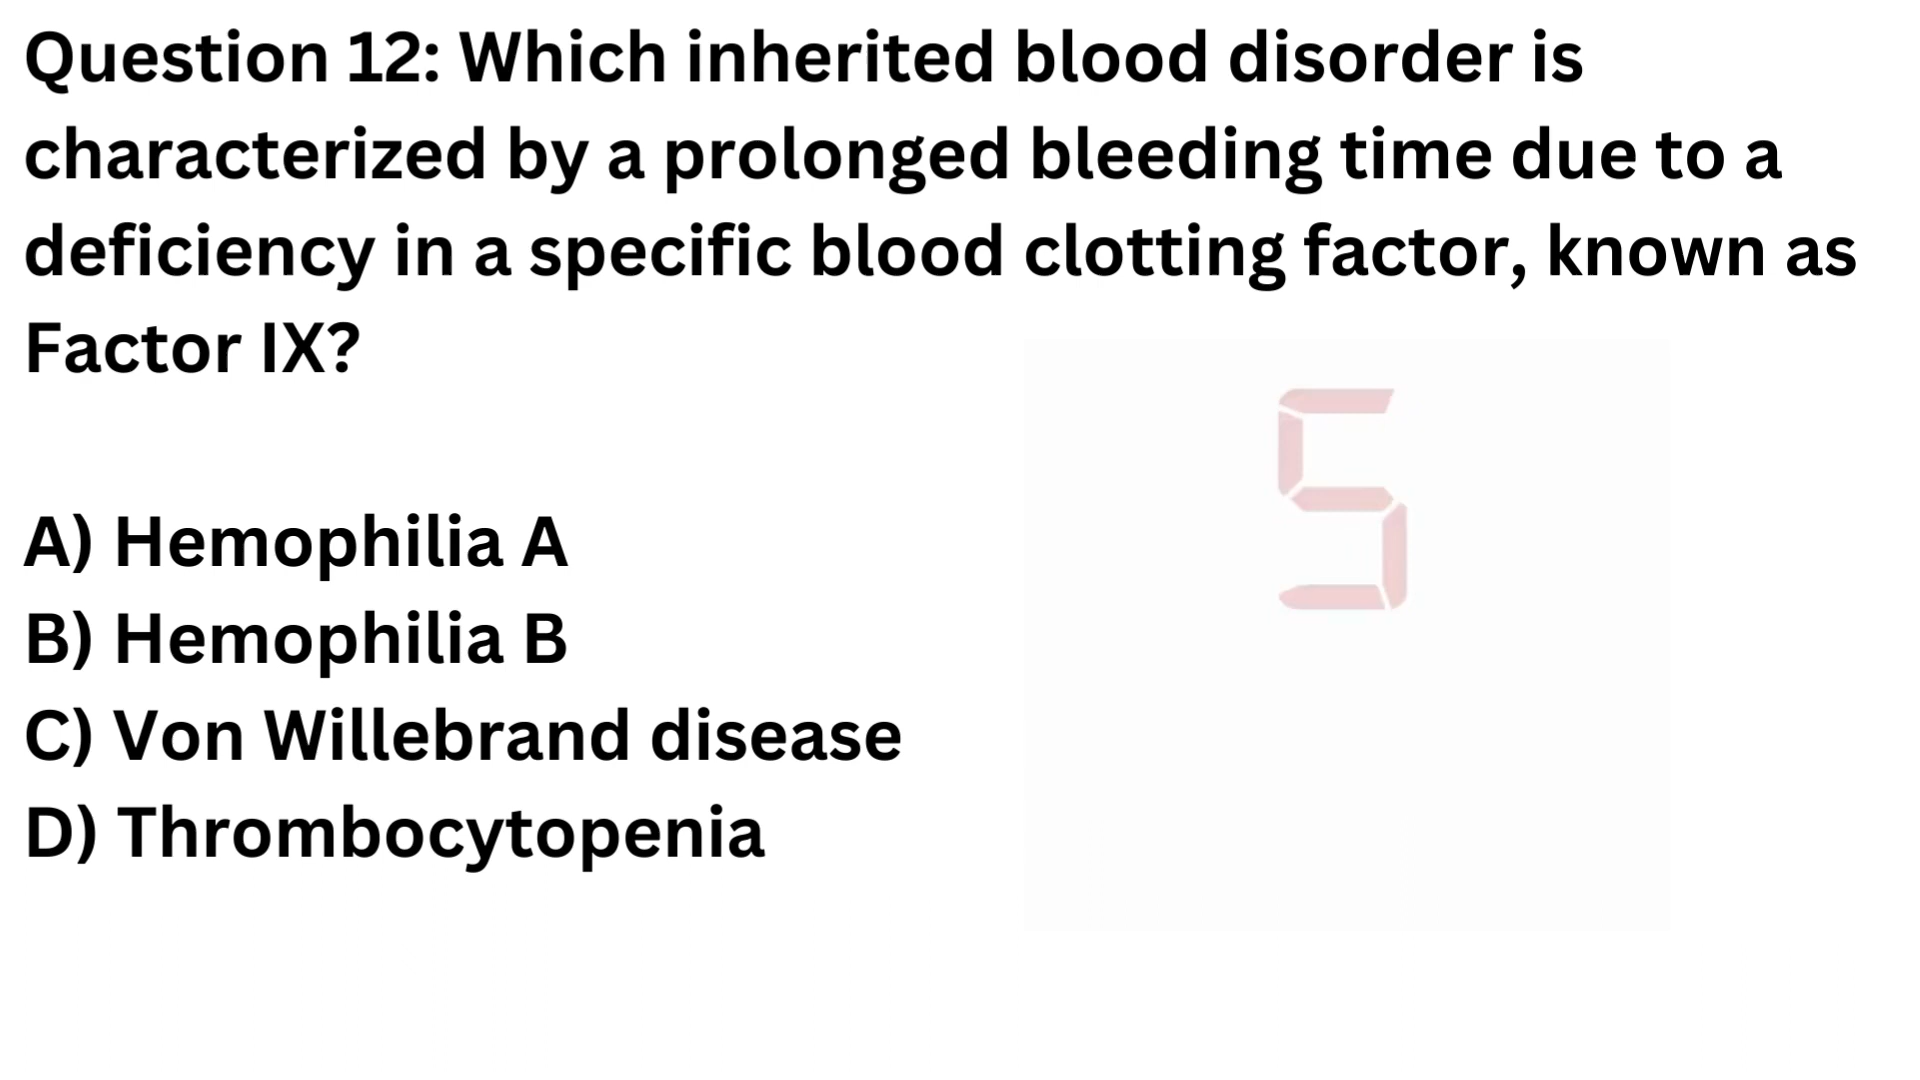 Question 12: Which inherited blood disorder is
characterized by a prolonged bleeding time due to a
deficiency in a specific blood clotting factor, known as
Factor IX?
5
A) Hemophilia A
B) Hemophilia B
C) Von Willebrand disease
D) Thrombocytopenia